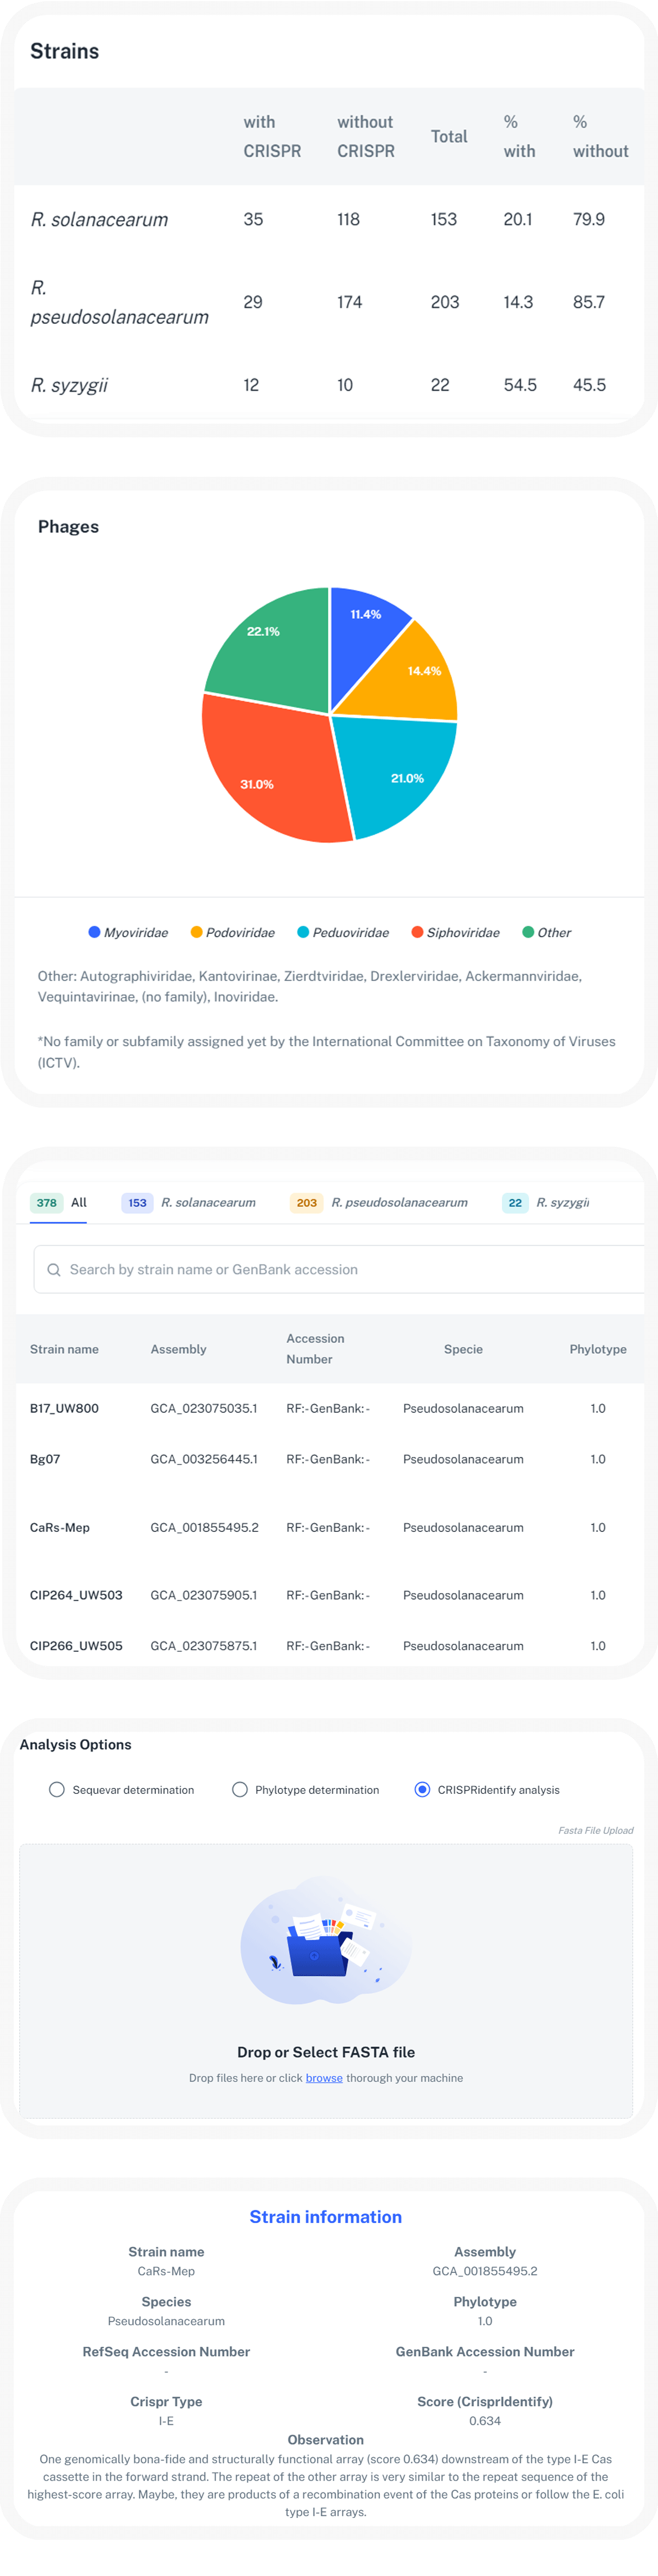 Strains
with CRISPR without CRISPR Total % with % without
R. solanacearum 35 118 153 20.1 79.9
R. pseudosolanacearum 29 174 203 14.3 85.7
R. syzygii 12 10 22 54.5 45.5
Phages
11.4%
22.1%
14.4%
21.0%
31.0%
Myoviridae Podoviridae Peduoviridae Siphoviridae Other
Other: Autographiviridae, Kantovirinae, Zierdtviridae, Drexlerviridae, Ackermannviridae,
Vequintavirinae, (no family), Inoviridae.
*No family or subfamily assigned yet by the International Committee on Taxonomy of Viruses
(ICTV).
378 All 153 R. solanacearum 203 R. pseudosolanacearum 22 R. syzygii
Search by strain name or GenBank accession
Strain name Assembly Accession Number Specie Phylotype
B17_UW800 GCA_023075035.1 RF:- GenBank: - Pseudosolanacearum 1.0
Bg07 GCA_003256445.1 RF:- GenBank: - Pseudosolanacearum 1.0
CaRs-Mep GCA_001855495.2 RF:- GenBank: - Pseudosolanacearum 1.0
CIP264_UW503 GCA_023075905.1 RF:- GenBank: - Pseudosolanacearum 1.0
CIP266_UW505 GCA_023075875.1 RF:- GenBank: - Pseudosolanacearum 1.0
Analysis Options
Sequevar determination Phylotype determination CRISPRidentify analysis
Fasta File Upload
Drop or Select FASTA file
Drop files here or click browse thorough your machine
Strain information
Strain name Assembly
CaRs-Mep GCA_001855495.2
Species Phylotype
Pseudosolanacearum 1.0
RefSeq Accession Number GenBank Accession Number
- -
Crispr Type Score (CrisprIdentify)
I-E 0.634
Observation
One genomically bona-fide and structurally functional array (score 0.634) downstream of the type I-E Cas
cassette in the forward strand. The repeat of the other array is very similar to the repeat sequence of the
highest-score array. Maybe, they are products of a recombination event of the Cas proteins or follow the E. coli
type I-E arrays.